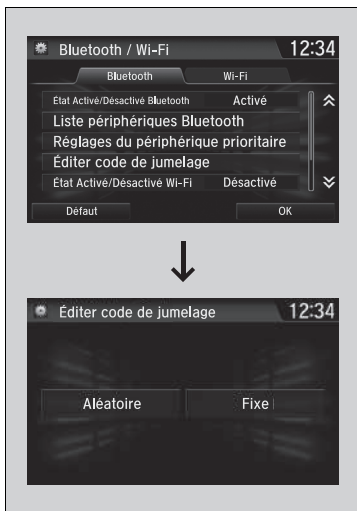 Bluetooth / Wi-Fi 12:34
Bluetooth Wi-Fi
État Activé/Désactivé Bluetooth Activé
Liste périphériques Bluetooth
Réglages du périphérique prioritaire
Éditer code de jumelage
État Activé/Désactivé Wi-Fi Désactivé
Défaut OK
Éditer code de jumelage 12:34
Aléatoire Fixe